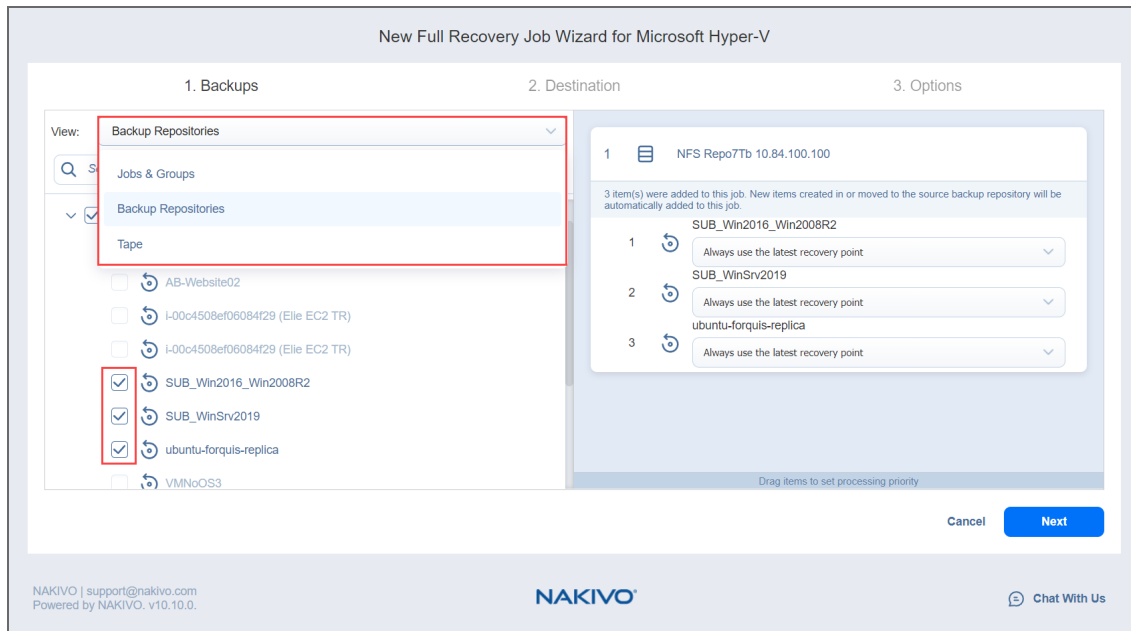 New Full Recovery Job Wizard for Microsoft Hyper-V
1. Backups
2. Destination
3. Options
View:
Backup Repositories
Jobs & Groups
Backup Repositories
Tape
AB-Website02
i-00c4508ef06084f29 (Elie EC2 TR)
i-00c4508ef06084f29 (Elie EC2 TR)
SUB_Win2016_Win2008R2
SUB_WinSrv2019
ubuntu-forquis-replica
VMNoOS3
1
NFS Repo7Tb 10.84.100.100
3 item(s) were added to this job. New items created in or moved to the source backup repository will be
automatically added to this job.
SUB_Win2016_Win2008R2
1
Always use the latest recovery point
SUB_WinSrv2019
2
Always use the latest recovery point
ubuntu-forquis-replica
3
Always use the latest recovery point
Drag items to set processing priority
Cancel
Next
NAKIVO | support@nakivo.com
Powered by NAKIVO. v10.10.0.
NAKIVO
Chat With Us